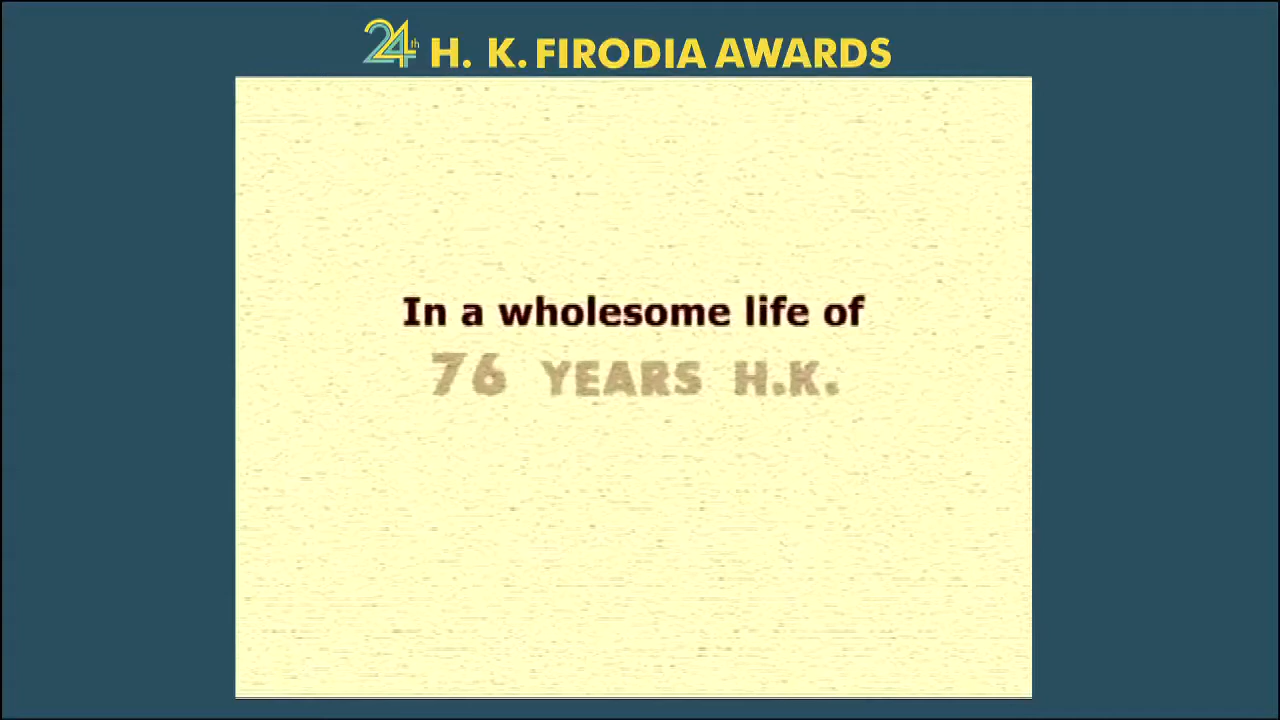 24th H. K. FIRODIA AWARDS
In a wholesome life of
76 YEARS H.K.